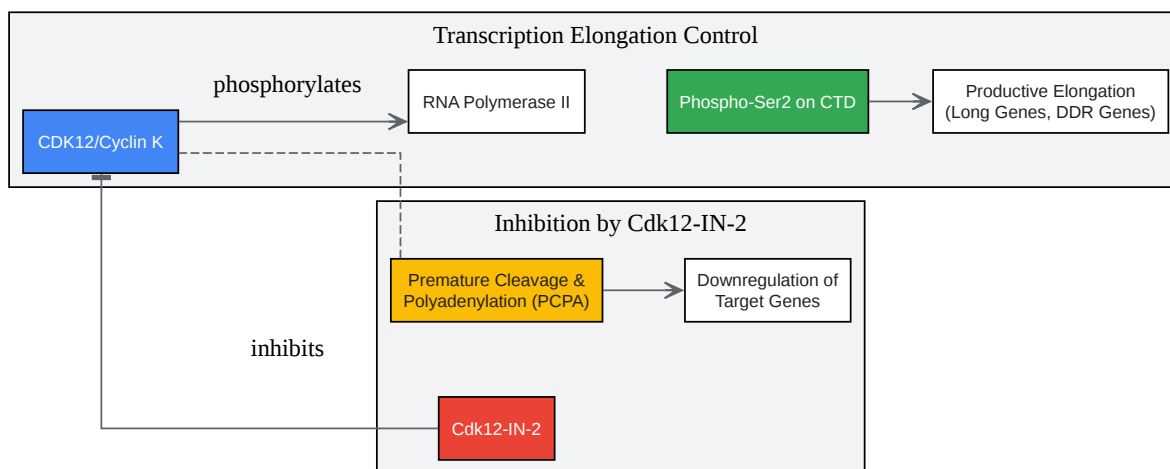 Transcription Elongation Control
phosphorylates
RNA Polymerase II
Phospho-Ser2 on CTD
Productive Elongation
(Long Genes, DDR Genes)
CDK12/Cyclin K
Inhibition by Cdk12-IN-2
Premature Cleavage &
Polyadenylation (PCPA)
Downregulation of
Target Genes
inhibits
Cdk12-IN-2